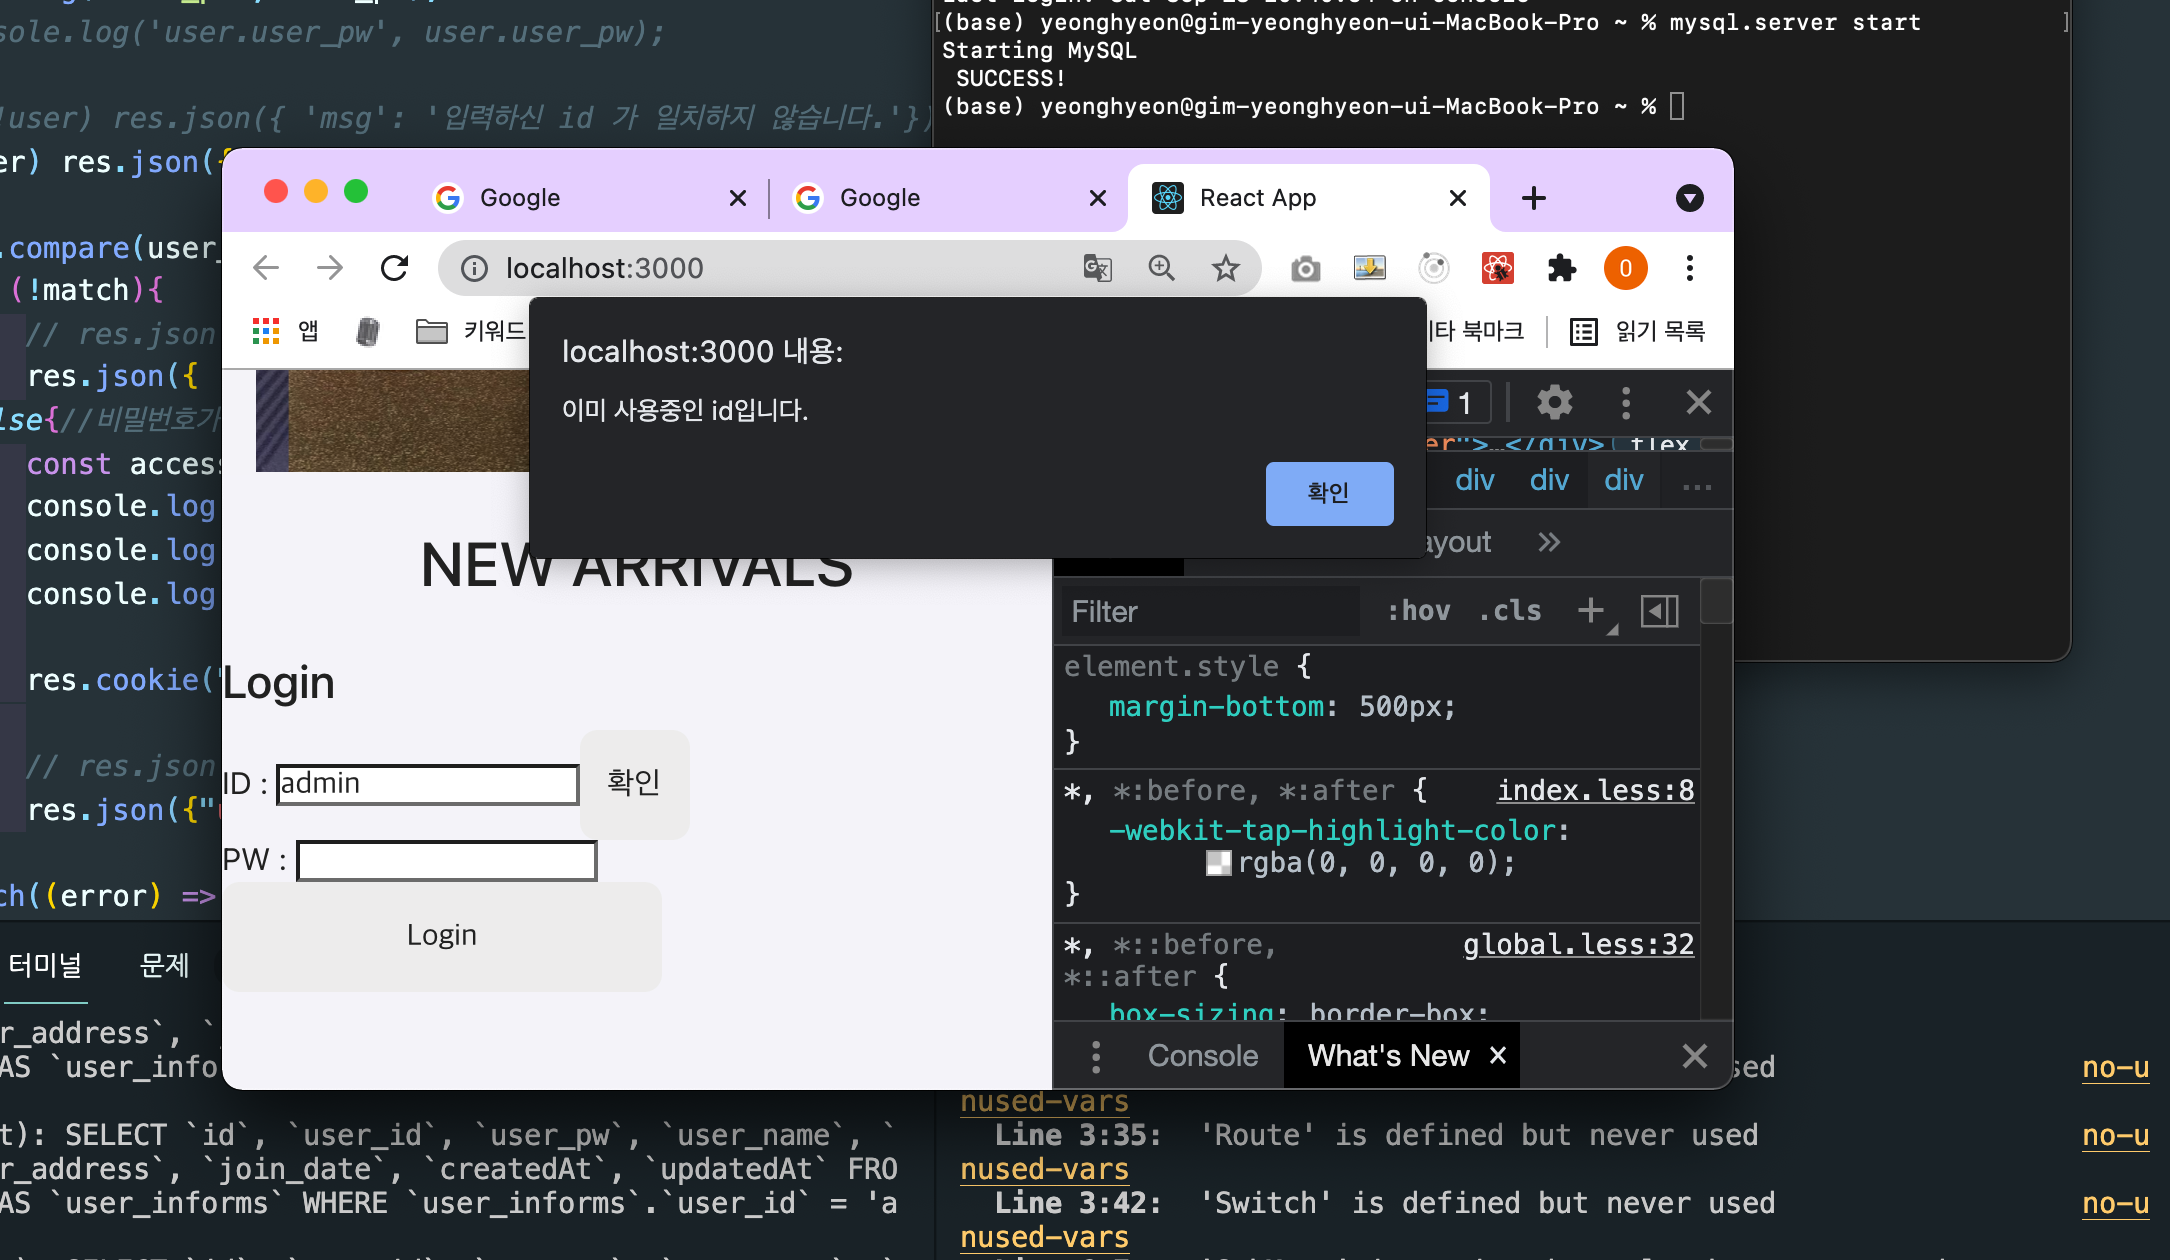 sole.log('user.user_pw', user.user_pw);
!user) res.json({ 'msg': '입력하신 id 가 일치하지 않습니다.'})
er) res.json({
.compare(user_
(!match){
// res.json
res.json({
lse{//비밀번호가
const access
console.log
console.log
console.log
res.cookie("
// res.json
res.json({"u
ch((error) =>
(base) yeonghyeon@gim-yeonghyeon-ui-MacBook-Pro ~ % mysql.server start
Starting MySQL
SUCCESS!
(base) yeonghyeon@gim-yeonghyeon-ui-MacBook-Pro ~ %
Google
Google
React App
localhost:3000
0
앱
키워드
기타 북마크
읽기 목록
localhost:3000 내용:
이미 사용중인 id입니다.
확인
NEW ARRIVALS
Login
ID : admin
확인
PW :
Login
1
er">…</div> flex
div div div ...
ayout »
Filter :hov .cls +
element.style {
margin-bottom: 500px;
}
*, *:before, *:after { index.less:8
-webkit-tap-highlight-color:
rgba(0, 0, 0, 0);
}
*, *::before, global.less:32
*::after {
box-sizing: border-box;
Console What's New
터미널 문제
r_address`, `
AS `user_info
t): SELECT `id`, `user_id`, `user_pw`, `user_name`, `
r_address`, `join_date`, `createdAt`, `updatedAt` FRO
AS `user_informs` WHERE `user_informs`.`user_id` = 'a
sed no-u
nused-vars
Line 3:35: 'Route' is defined but never used no-u
nused-vars
Line 3:42: 'Switch' is defined but never used no-u
nused-vars